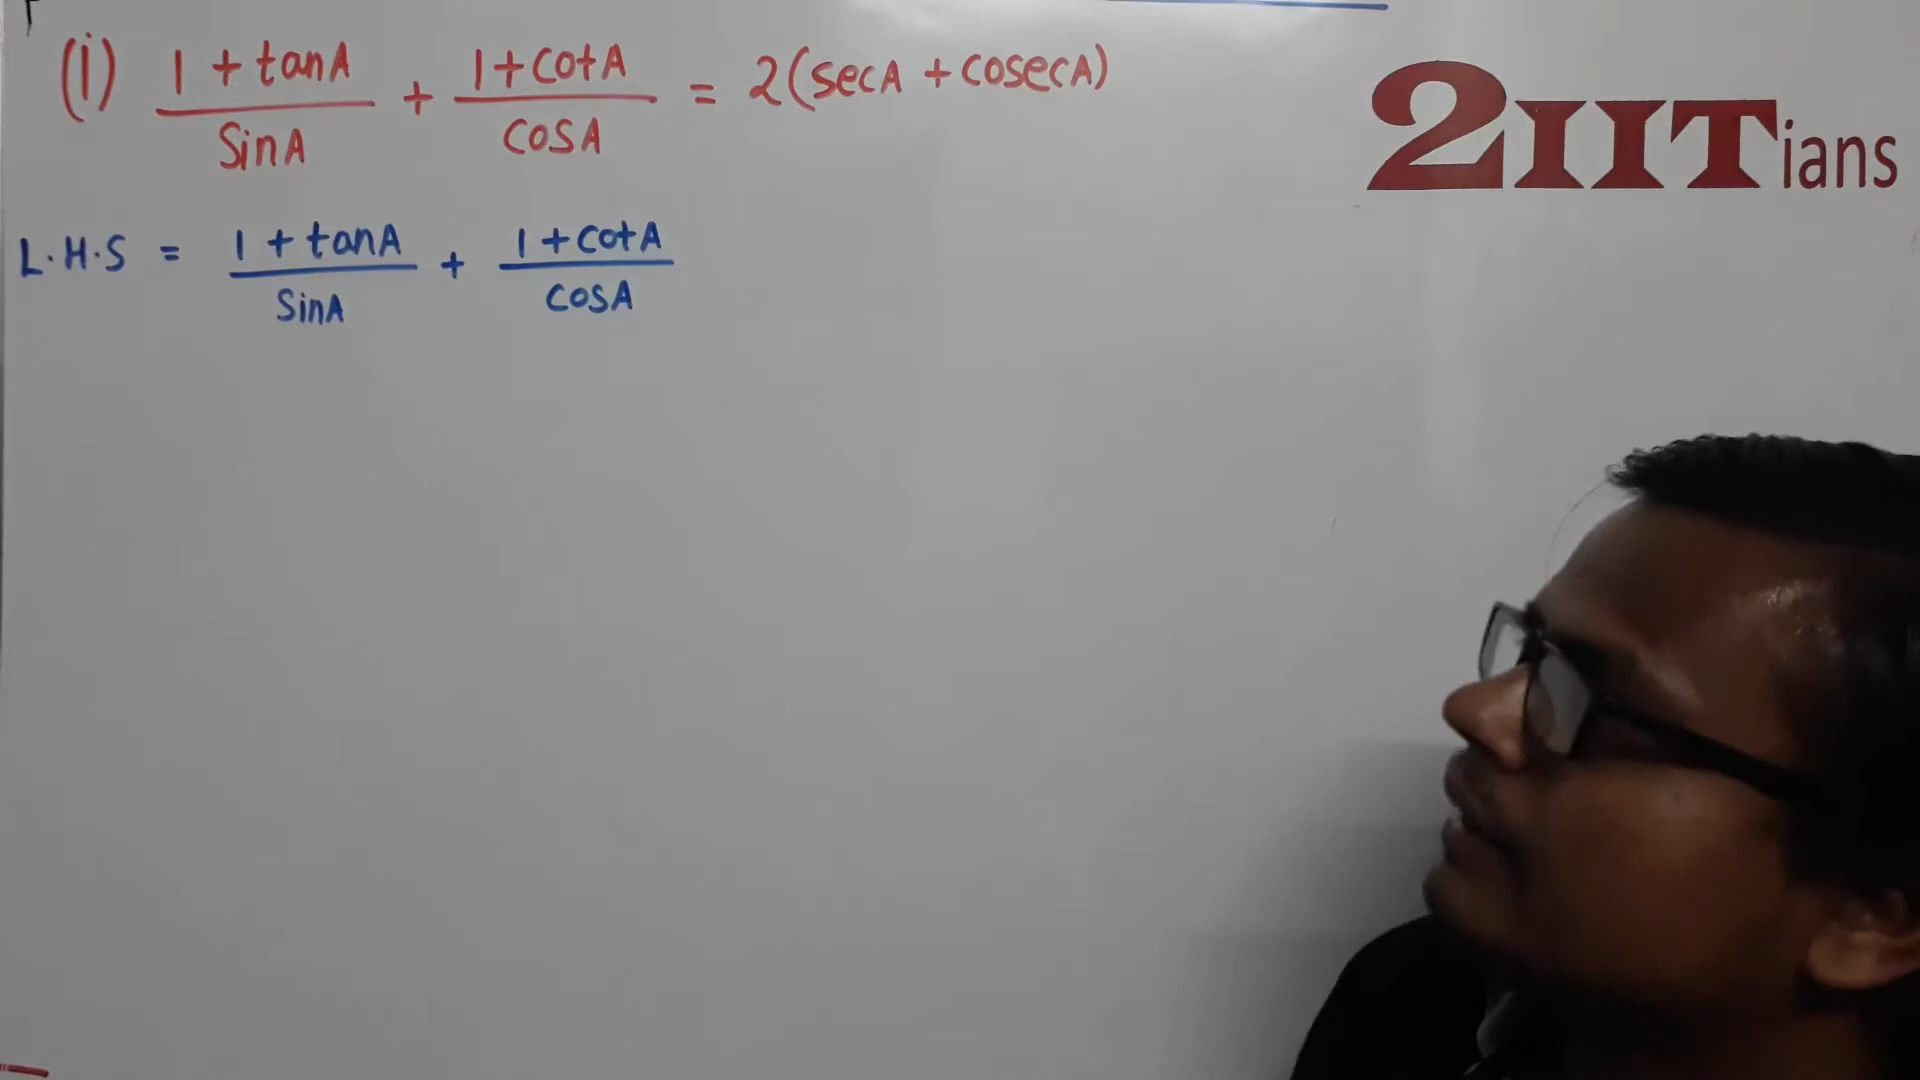 (i) (1 + tanA)/SinA + (1 + cotA)/cosA = 2(secA + cosecA)
2IITians
L.H.S = (1 + tanA)/SinA + (1 + cotA)/cosA